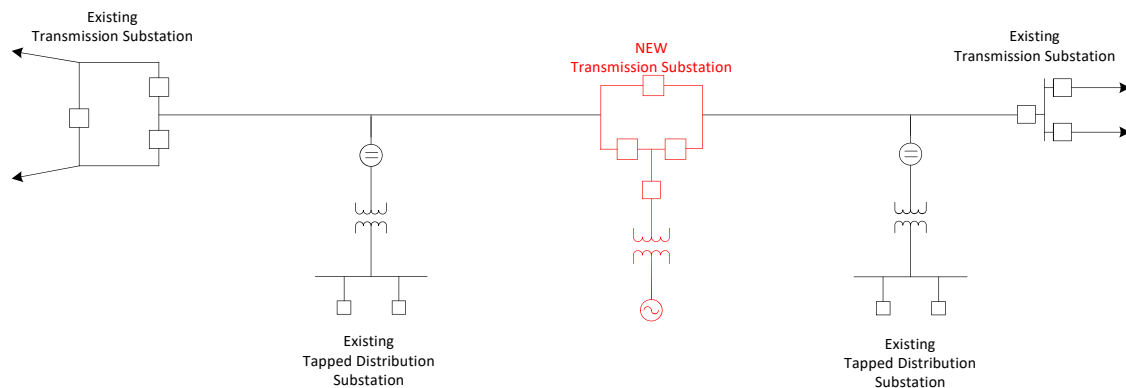 Existing
Transmission Substation
NEW
Transmission Substation
Existing
Transmission Substation
Existing
Tapped Distribution
Substation
Existing
Tapped Distribution
Substation